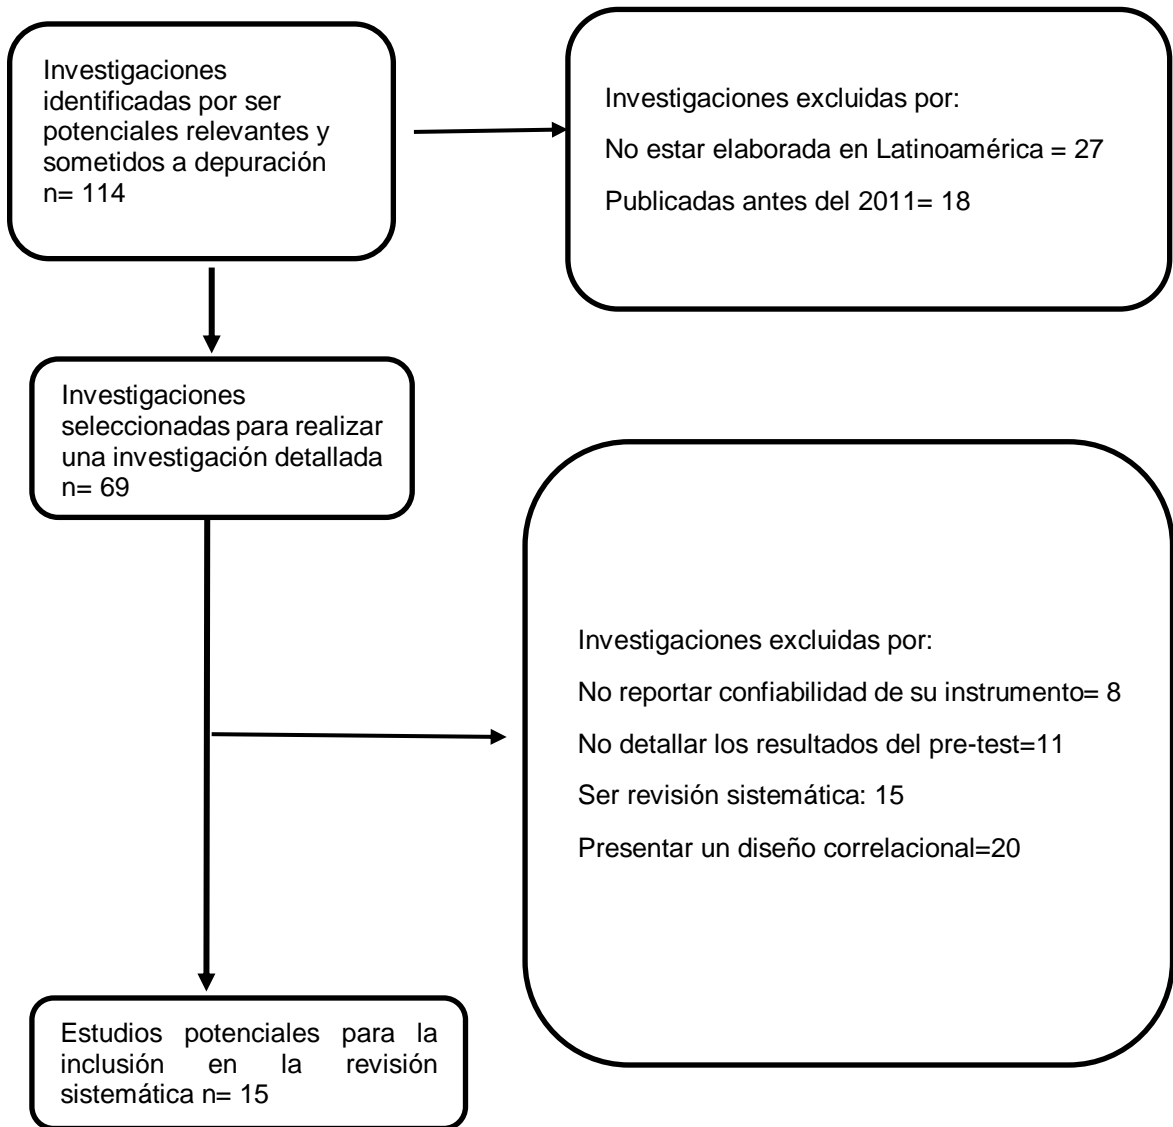 Investigaciones
identificadas por ser
potenciales relevantes y
sometidos a depuración
n= 114
Investigaciones excluidas por:
No estar elaborada en Latinoamérica = 27
Publicadas antes del 2011= 18
Investigaciones
seleccionadas para realizar
una investigación detallada
n= 69
Investigaciones excluidas por:
No reportar confiabilidad de su instrumento= 8
No detallar los resultados del pre-test=11
Ser revisión sistemática: 15
Presentar un diseño correlacional=20
Estudios potenciales para la
inclusión en la revisión
sistemática n= 15